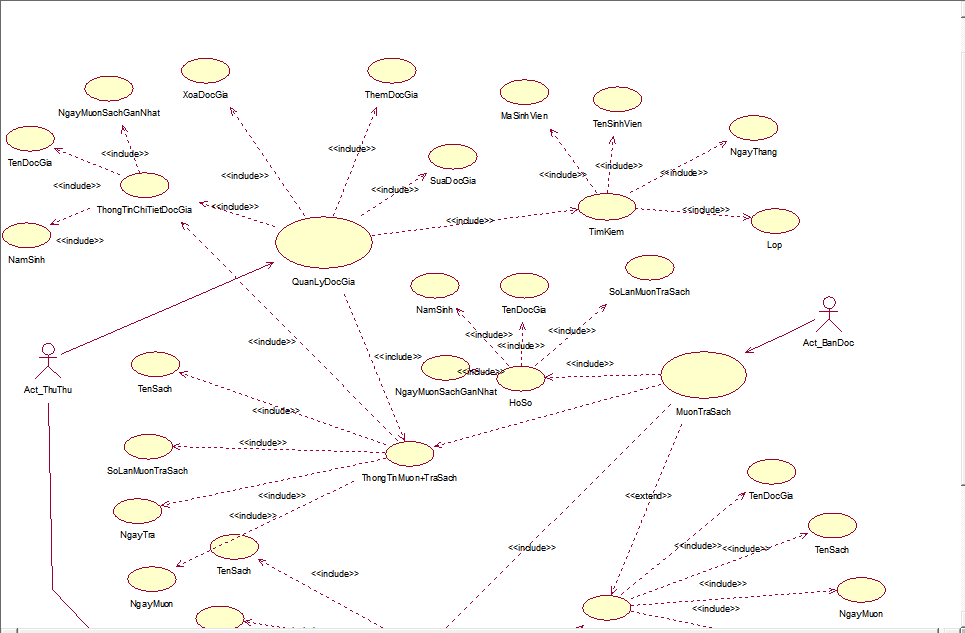 XoaDocGia
ThemDocGia
NgayMuonSachGanNhat
MaSinhVien
TenSinhVien
<<include>>
<<include>>
<<include>>
NgayThang
TenDocGia
<<include>>
<<include>>
<<include>>
SuaDocGia
<<include>>
<<include>>
ThongTinChiTietDocGia
<<include>>
<<include>>
<<include>>
TimKiem
<<include>>
Lop
NamSinh
QuanLyDocGia
SoLanMuonTraSach
NamSinh
TenDocGia
<<include>>
<<include>>
<<include>>
<<include>>
Act_BanDoc
<<include>>
<<include>>
<<include>>
Act_ThuThu
TenSach
NgayMuonSachGanNhat
HoSo
<<include>>
MuonTraSach
<<include>>
SoLanMuonTraSach
ThongTinMuon+TraSach
<<include>>
<<extend>>
TenDocGia
<<include>>
NgayTra
<<include>>
<<include>>
<<include>>
TenSach
TenSach
<<include>>
<<include>>
NgayMuon
<<include>>
NgayMuon